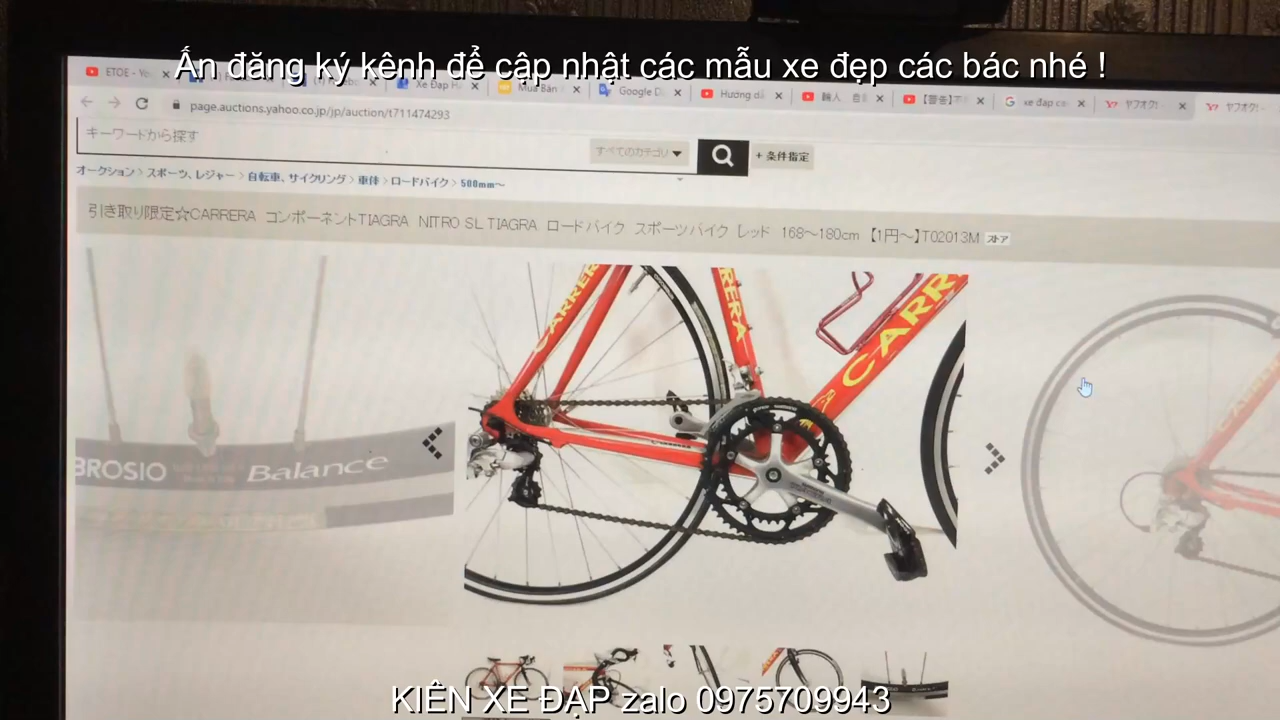 Ấn đăng ký kênh để cập nhật các mẫu xe đẹp các bác nhé !
ETOE - Yo
Xe Đạp H
Mua Bán
Google D
Hướng dẫ
輪人
xe đạp ca
ヤフオク! -
ヤフオク! -
page.auctions.yahoo.co.jp/jp/auction/t711474293
キーワードから探す
すべてのカテゴリ
+ 条件指定
オークション > スポーツ、レジャー > 自転車、サイクリング > 車体 > ロードバイク > 500mm〜
引き取り限定☆CARRERA コンポーネントTIAGRA NITRO SL TIAGRA ロードバイク スポーツバイク レッド 168〜180cm 【1円〜】T02013M ストア
CARRER
RERA
CARR
BROSIO
Balance
KIÊN XE ĐẠP zalo 0975709943